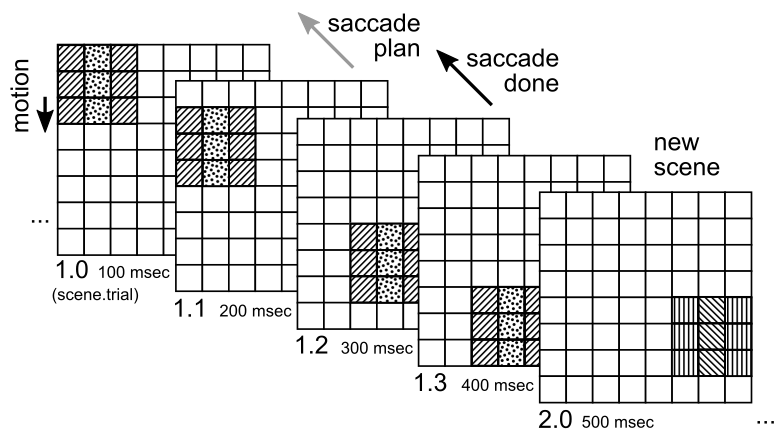 saccade
plan
saccade
done
motion
new
scene
...
1.0 100 msec
(scene.trial)
1.1 200 msec
1.2 300 msec
1.3 400 msec
2.0 500 msec
...